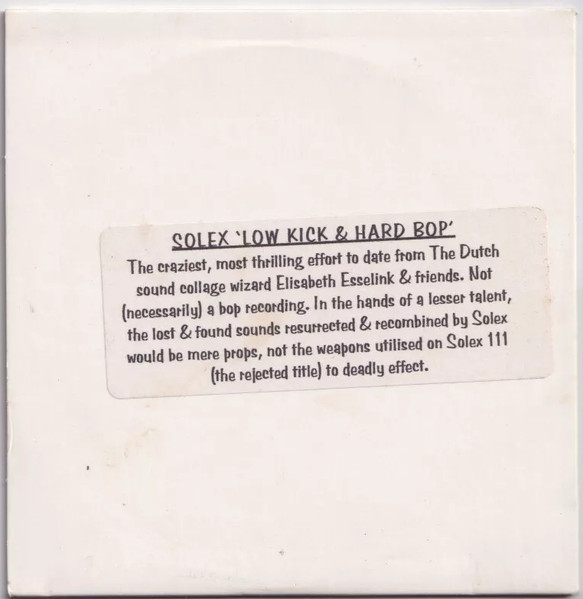 SOLEX 'LOW KICK & HARD BOP'
The craziest, most thrilling effort to date from The Dutch
sound collage wizard Elisabeth Esselink & friends. Not
(necessarily) a bop recording. In the hands of a lesser talent,
the lost & found sounds resurrected & recombined by Solex
would be mere props, not the weapons utilised on Solex 111
(the rejected title) to deadly effect.